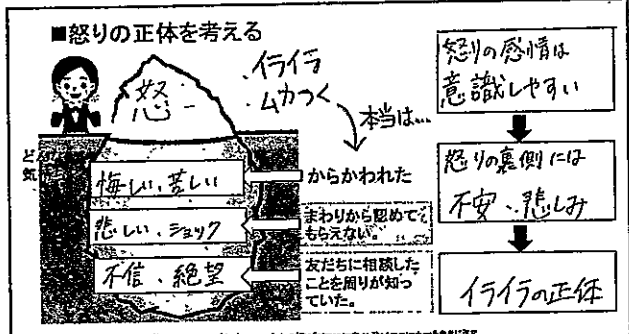 ■怒りの正体を考える
怒
・イライラ
・ムカつく
本当は…
悔しい、苦しい
からかわれた
悲しい、ショック
まわりから認めて
もらえない。
不信、絶望
友だちに相談した
ことを周りが知っ
ていた。
怒りの感情は
意識しやすい
怒りの裏側には
不安、悲しみ
イライラの正体